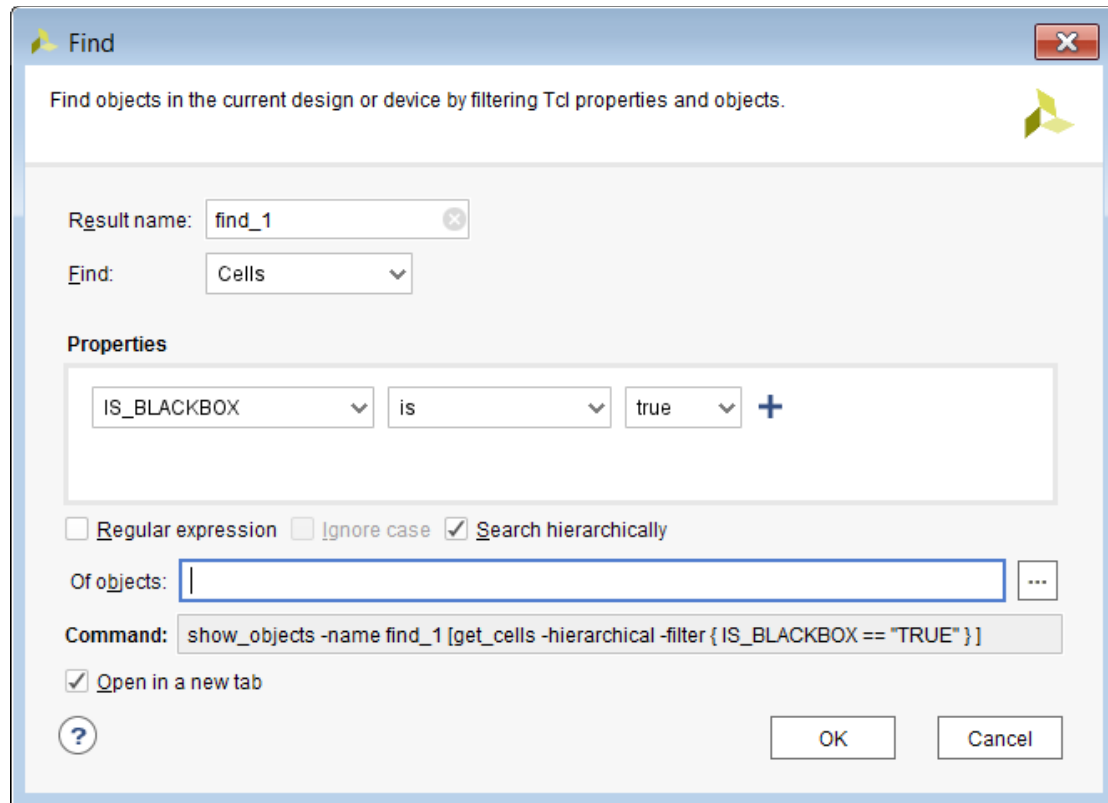 Find
Find objects in the current design or device by filtering Tcl properties and objects.
Result name: find_1
Find: Cells
Properties
IS_BLACKBOX is true
Regular expression Ignore case Search hierarchically
Of objects: ...
Command: show_objects -name find_1 [get_cells -hierarchical -filter { IS_BLACKBOX == "TRUE" } ]
Open in a new tab
? OK Cancel